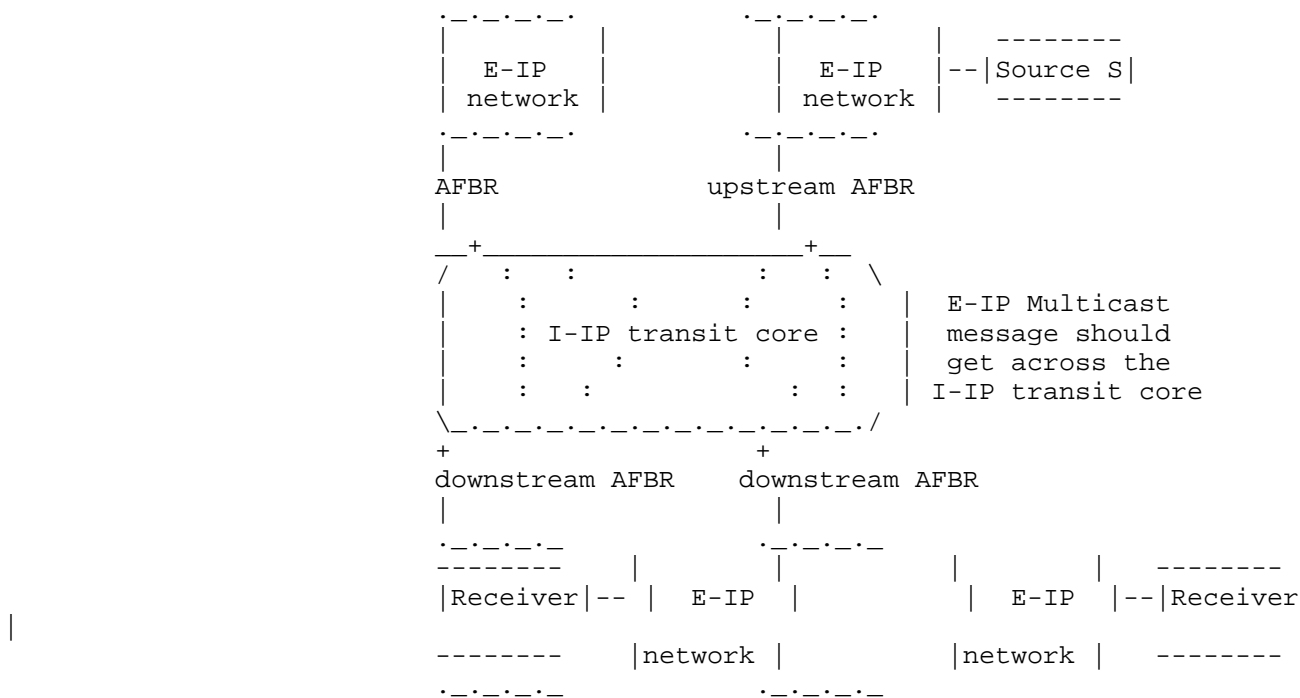 E-IP E-IP Source S
network network
AFBR upstream AFBR
E-IP Multicast
I-IP transit core message should
get across the
I-IP transit core
downstream AFBR downstream AFBR
Receiver E-IP E-IP Receiver
network network